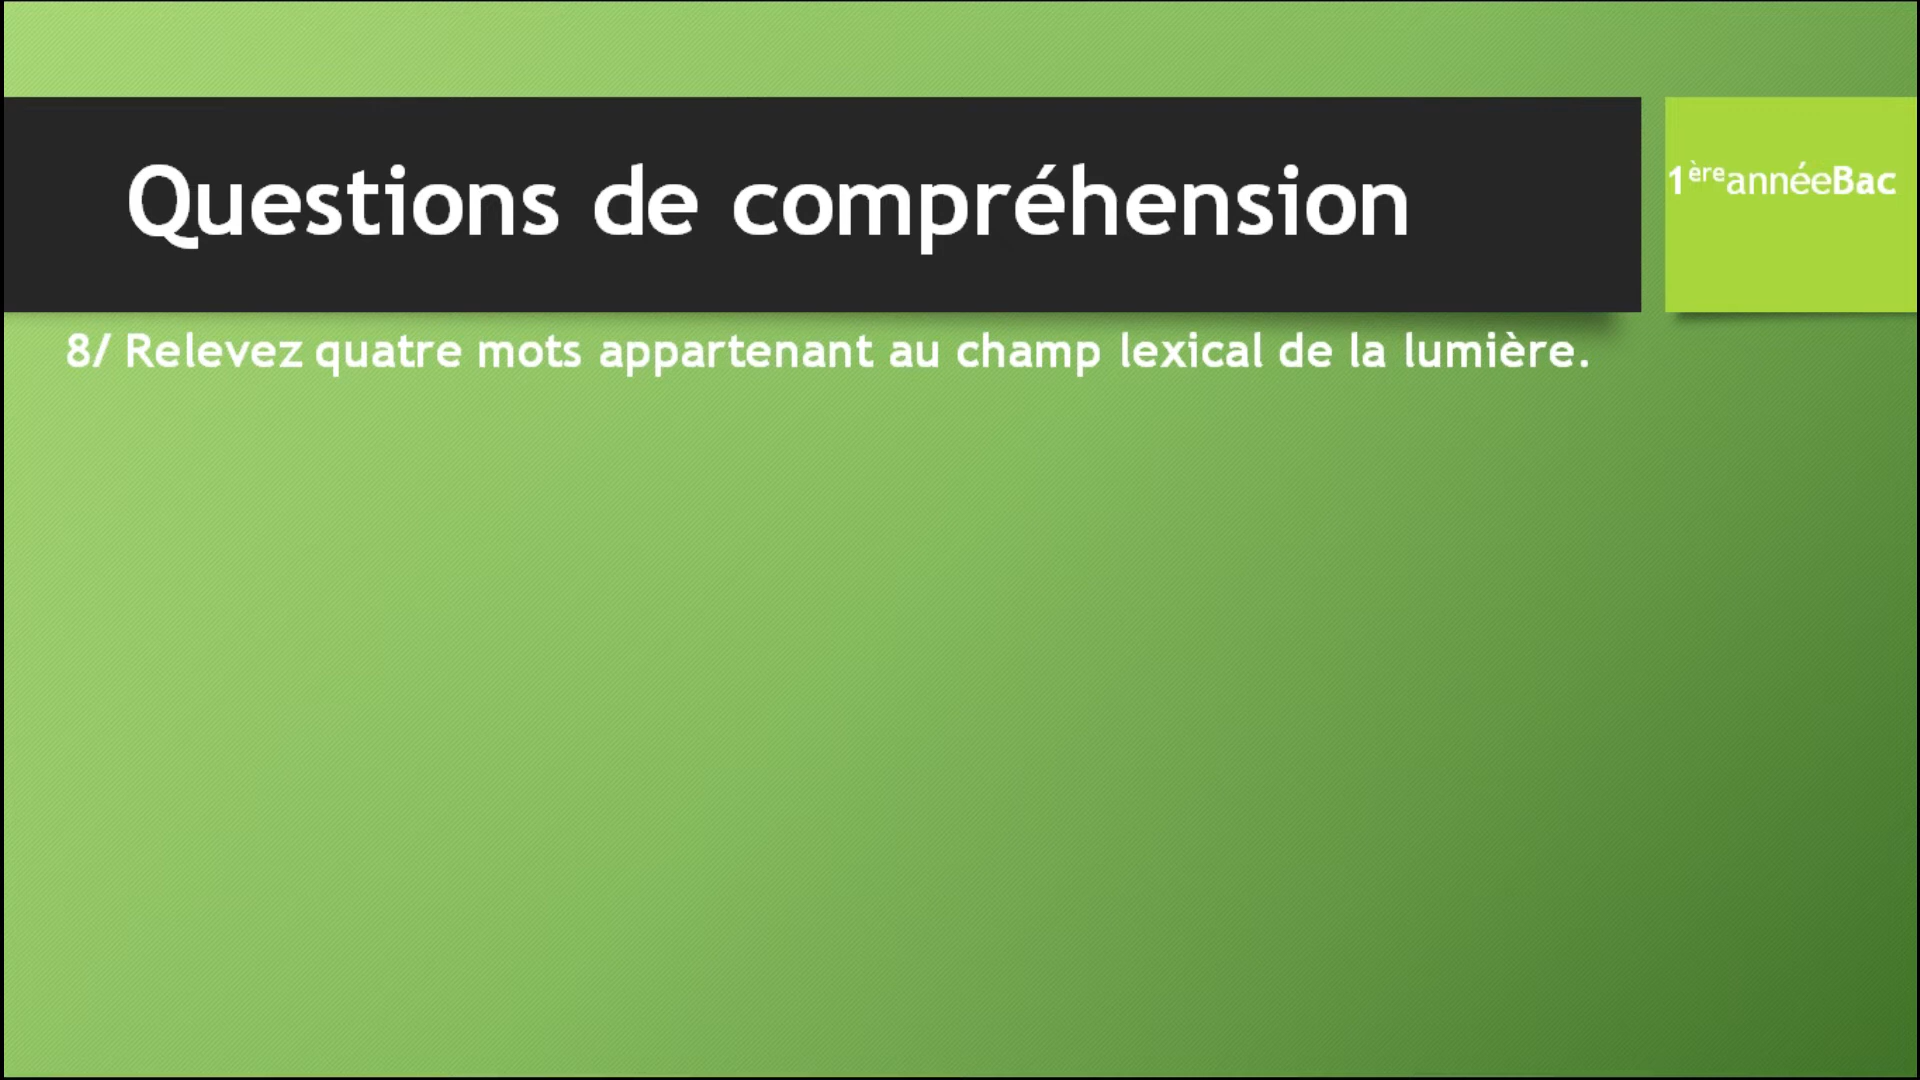 Questions de compréhension
1èreannéeBac
8/ Relevez quatre mots appartenant au champ lexical de la lumière.